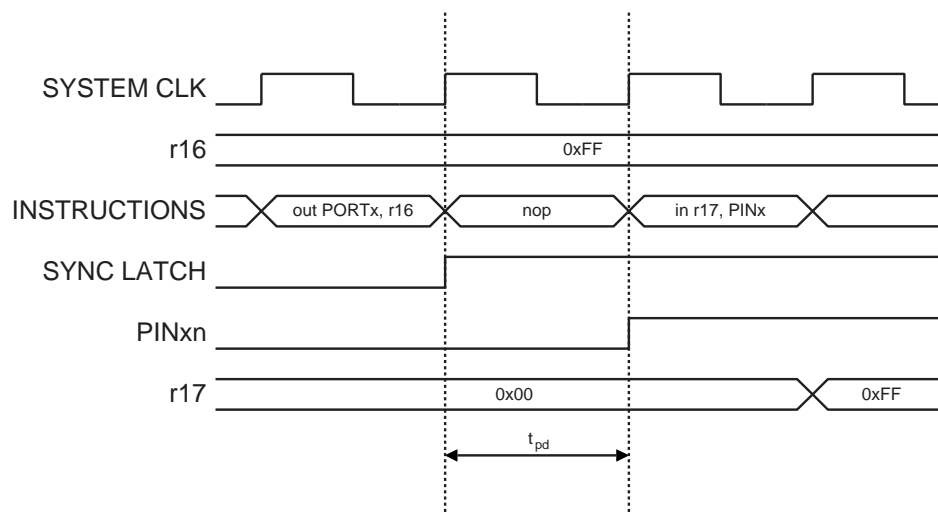 SYSTEM CLK
r16
0xFF
INSTRUCTIONS
out PORTx, r16
nop
in r17, PINx
SYNC LATCH
PINxn
r17
0x00
0xFF
tpd